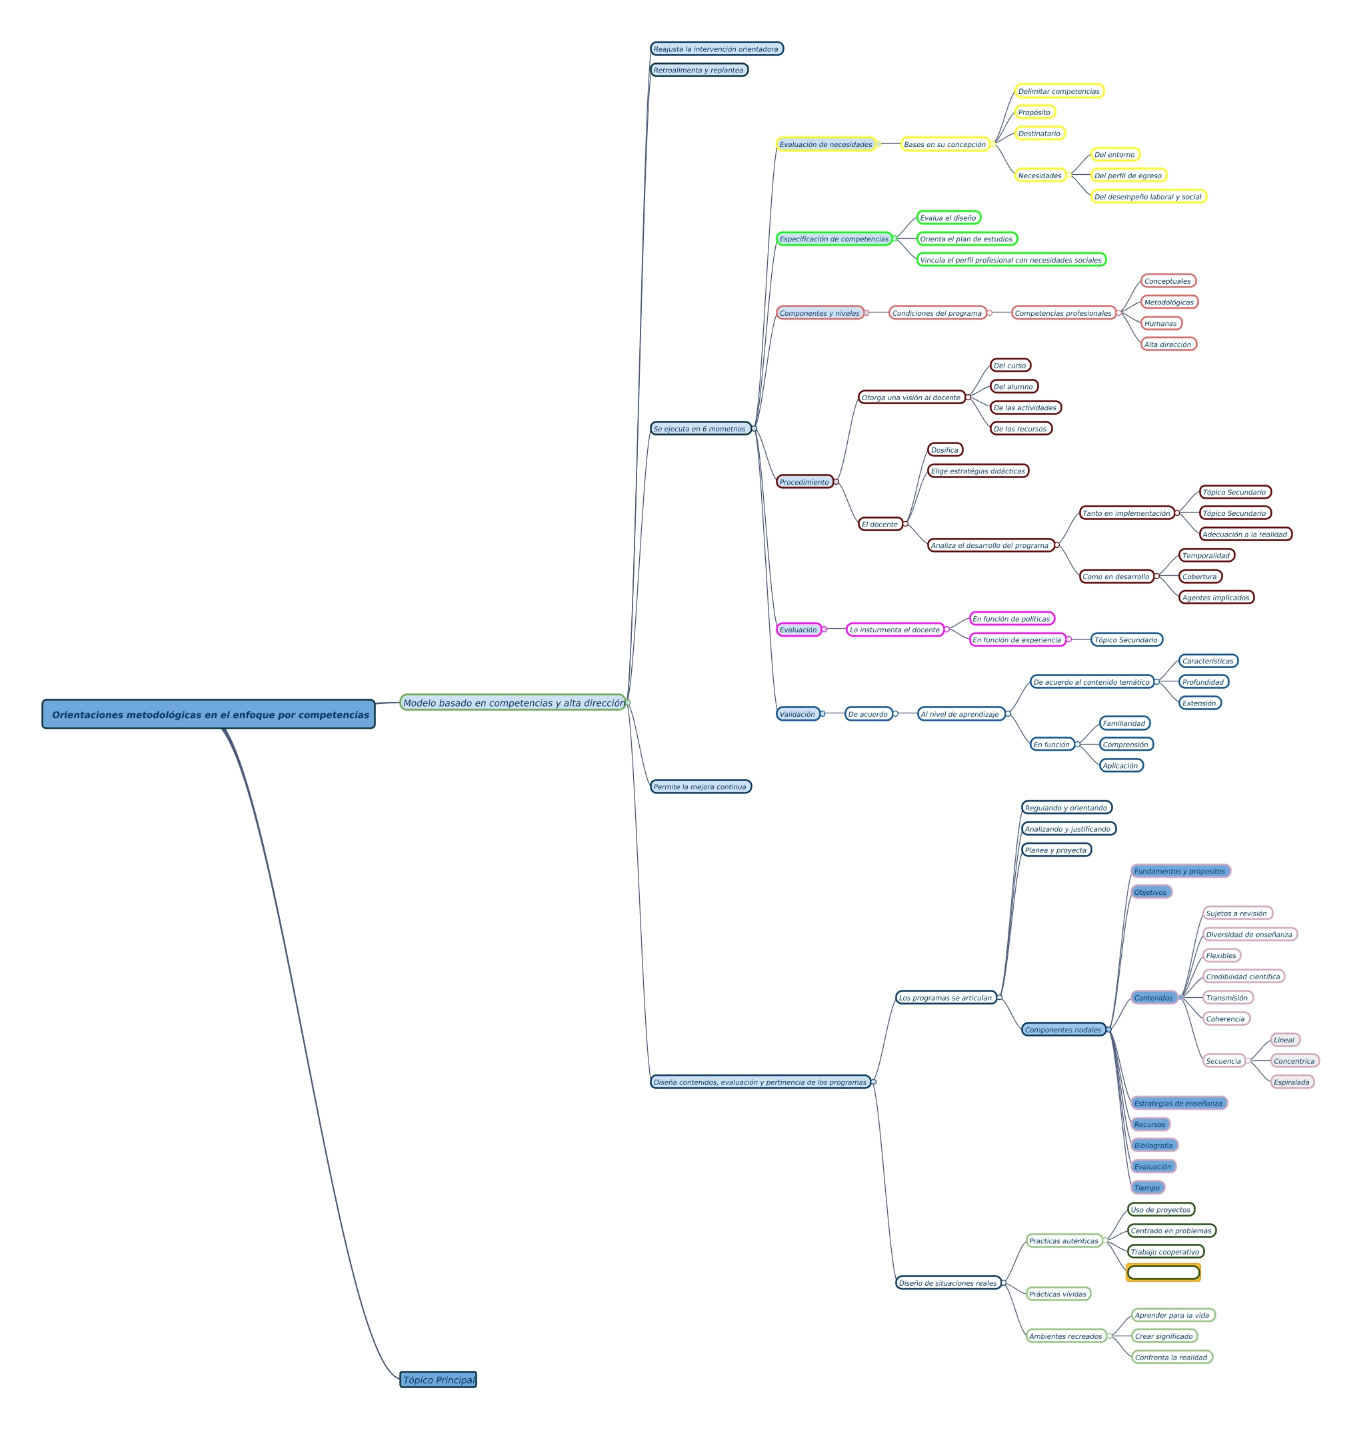 Reajusta la intervención orientadora
Retroalimenta y replantea
Delimitar competencias
Propósito
Destinatario
Evaluación de necesidades
Bases en su concepción
Del entorno
Necesidades
Del perfil de egreso
Del desempeño laboral y social
Evalua el diseño
Especificación de competencias
Orienta el plan de estudios
Vincula el perfil profesional con necesidades sociales
Conceptuales
Metodológicas
Componentes y niveles
Condiciones del programa
Competencias profesionales
Humanas
Alta dirección
Del curso
Del alumno
Otorga una visión al docente
De las actividades
De los recursos
Se ejecuta en 6 mometnos
Dosifica
Elige estratégias didácticas
Procedimiento
Tópico Secundario
Tanto en implementación
Tópico Secundario
El docente
Adecuación a la realidad
Analiza el desarrollo del programa
Temporalidad
Como en desarrollo
Cobertura
Agentes implicados
En función de políticas
Evaluación
Lo insturmenta el docente
En función de experiencia
Tópico Secundario
Características
De acuerdo al contenido temático
Profundidad
Extensión
Modelo basado en competencias y alta dirección
Orientaciones metodológicas en el enfoque por competencias
Validación
De acuerdo
Al nivel de aprendizaje
Familiaridad
En función
Comprensión
Aplicación
Permite la mejora continua
Regulando y orientando
Analizando y justificando
Planea y proyecta
Fundamentos y propositos
Objetivos
Sujetos a revisión
Diversidad de enseñanza
Flexibles
Credibilidad científica
Los programas se articulan
Contenidos
Transmisión
Coherencia
Componentes nodales
Lineal
Secuencia
Concentrica
Espiralada
Diseña contenidos, evaluación y pertinencia de los programas
Estrategias de enseñanza
Recursos
Bibliografía
Evaluación
Tiempo
Uso de proyectos
Centrado en problemas
Practicas auténticas
Trabajo cooperativo
Diseño de situaciones reales
Prácticas vividas
Aprender para la vida
Ambientes recreados
Crear significado
Confronta la realidad
Tópico Principal